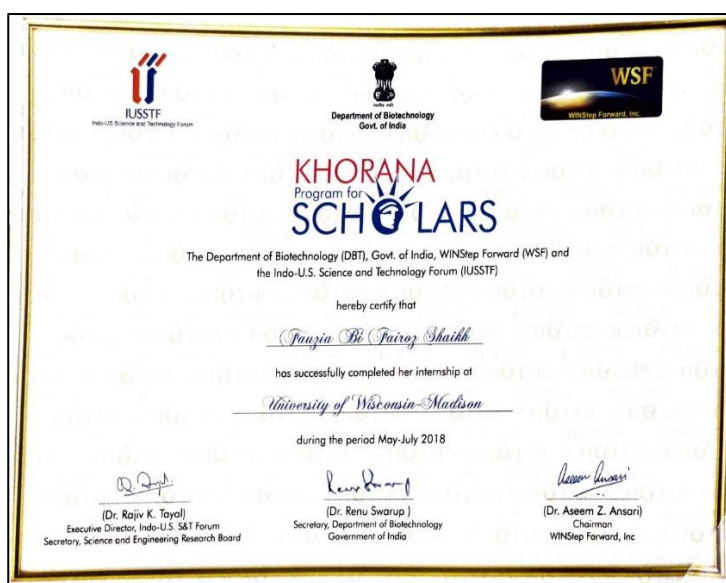 IUSSTF
Indo-US Science and Technology Forum
Department of Biotechnology
Govt. of India
WSF
WINStep Forward, Inc.
KHORANA
Program for
SCHOLARS
The Department of Biotechnology (DBT), Govt. of India, WINStep Forward (WSF) and
the Indo-U.S. Science and Technology Forum (IUSSTF)
hereby certify that
Fauzia Bi Fairoz Shaikh
has successfully completed her internship at
University of Wisconsin-Madison
during the period May-July 2018
(Dr. Rajiv K. Tayal)
Executive Director, Indo-U.S. S&T Forum
Secretary, Science and Engineering Research Board
Renu Swarup
(Dr. Renu Swarup )
Secretary, Department of Biotechnology
Government of India
Aseem Ansari
(Dr. Aseem Z. Ansari)
Chairman
WINStep Forward, Inc